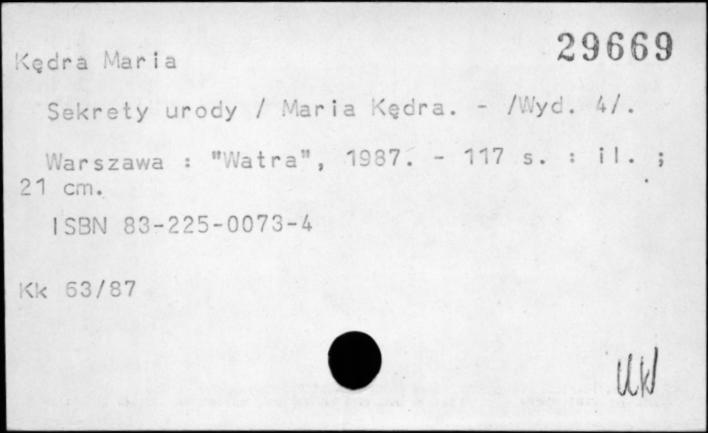 29669
Kędra Maria
Sekrety urody / Maria Kędra. - /Wyd. 4/.
Warszawa : "Watra", 1987. - 117 s. : il. ;
21 cm.
ISBN 83-225-0073-4
Kk 63/87